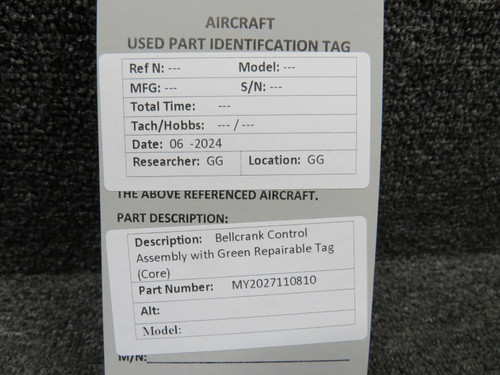 AIRCRAFT
USED PART IDENTIFCATION TAG
Ref N: --- Model: ---
MFG: --- S/N: ---
Total Time: ---
Tach/Hobbs: --- / ---
Date: 06 -2024
Researcher: GG Location: GG
THE ABOVE REFERENCED AIRCRAFT.
PART DESCRIPTION:
Description: Bellcrank Control
Assembly with Green Repairable Tag
(Core)
Part Number: MY2027110810
Alt:
Model:
M/N: